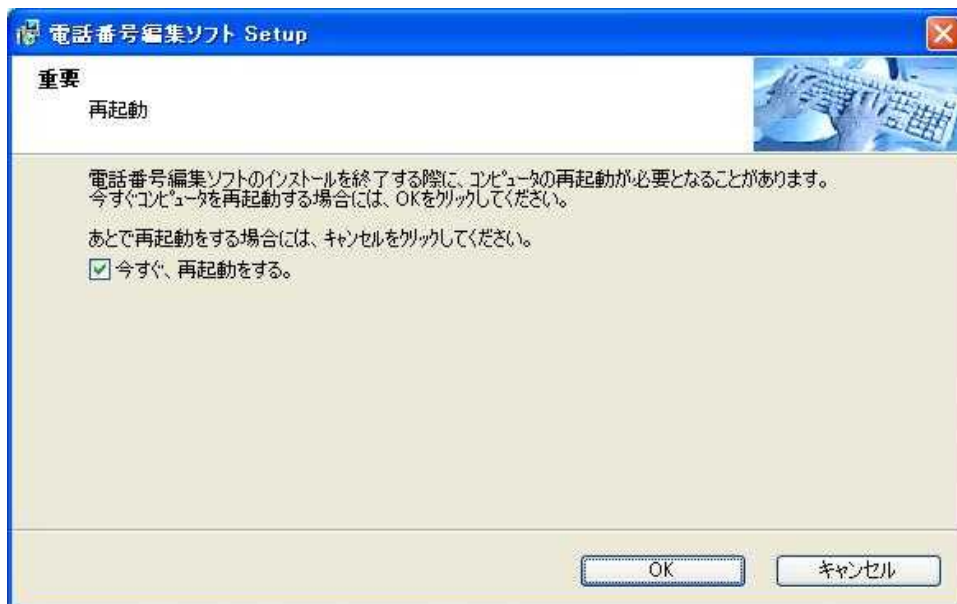 電話番号編集ソフト Setup
重要
再起動
電話番号編集ソフトのインストールを終了する際に、コンピュータの再起動が必要となることがあります。
今すぐコンピュータを再起動する場合には、OKをクリックしてください。
あとで再起動をする場合には、キャンセルをクリックしてください。
今すぐ、再起動をする。
OK
キャンセル